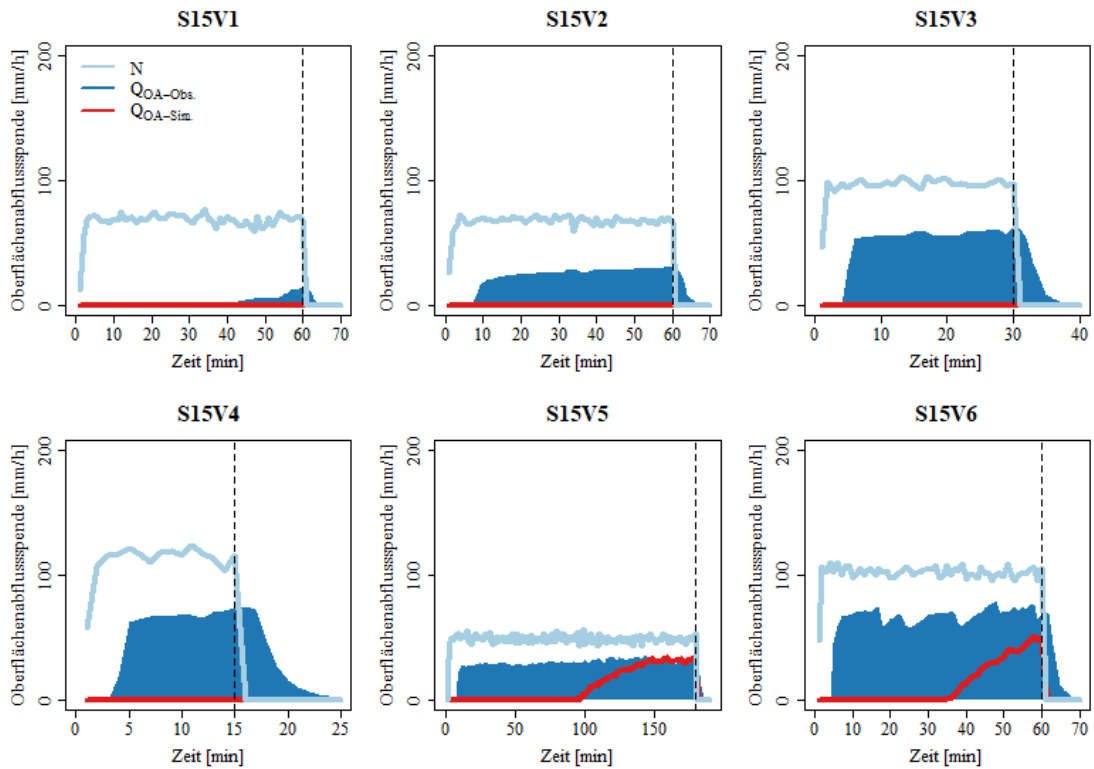 S15V1
S15V2
S15V3
Oberflächenabflussspende [mm/h]
200
100
0
N
QOA–Obs.
QOA–Sim.
0 10 20 30 40 50 60 70
Zeit [min]
Oberflächenabflussspende [mm/h]
200
100
0
0 10 20 30 40 50 60 70
Zeit [min]
Oberflächenabflussspende [mm/h]
200
100
0
0 10 20 30 40
Zeit [min]
S15V4
S15V5
S15V6
Oberflächenabflussspende [mm/h]
200
100
0
0 5 10 15 20 25
Zeit [min]
Oberflächenabflussspende [mm/h]
200
100
0
0 50 100 150
Zeit [min]
Oberflächenabflussspende [mm/h]
200
100
0
0 10 20 30 40 50 60 70
Zeit [min]